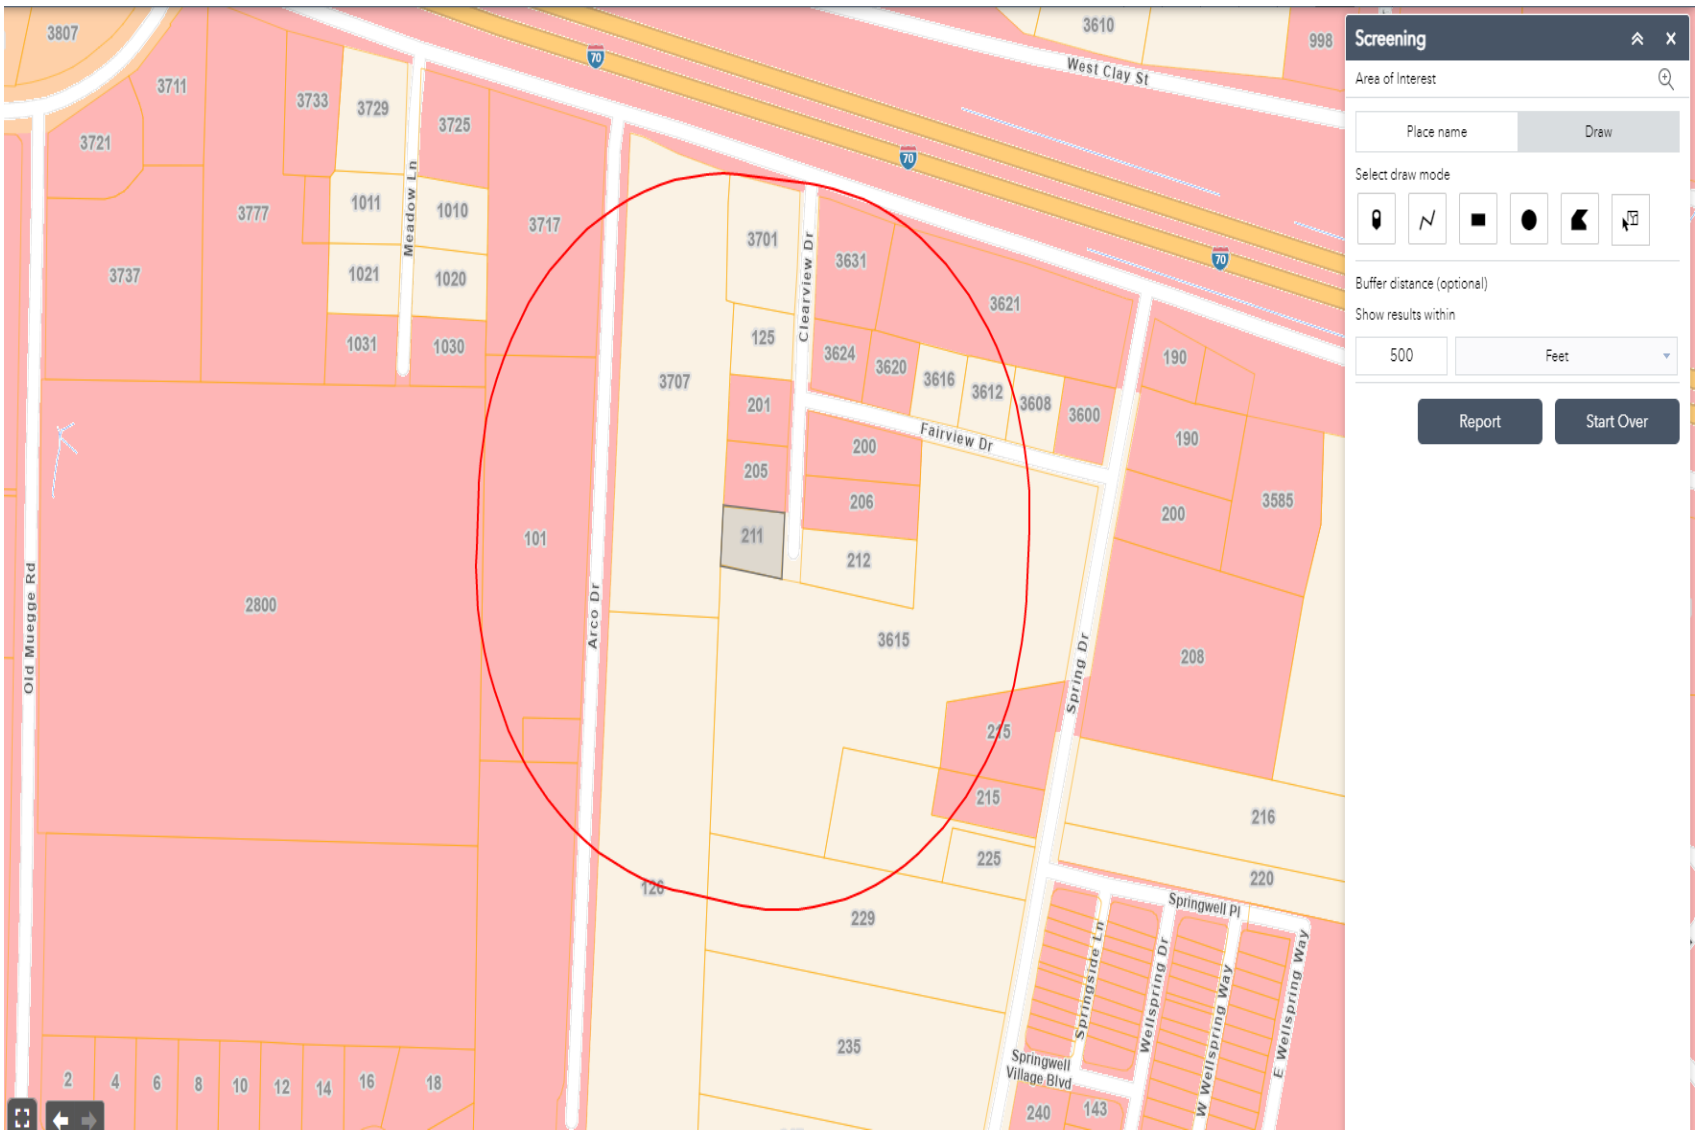 3807
3610
998
70
West Clay St
3711
3733
3729
3725
3721
70
Meadow Ln
1011
1010
3777
3717
3701
Clearview Dr
3631
70
3737
1021
1020
3621
1031
1030
125
3624
3620
3616
3612
3608
3600
190
3707
201
Fairview Dr
200
190
205
206
200
3585
101
211
212
Old Muegge Rd
2800
Arco Dr
3615
Spring Dr
208
215
215
216
225
220
126
229
Springwell Pl
Springside Ln
Wellspring Dr
W Wellspring Way
E Wellspring Way
235
Springwell
Village Blvd
2
4
6
8
10
12
14
16
18
240
143
Screening
Area of Interest
Place name
Draw
Select draw mode
Buffer distance (optional)
Show results within
500
Feet
Report
Start Over